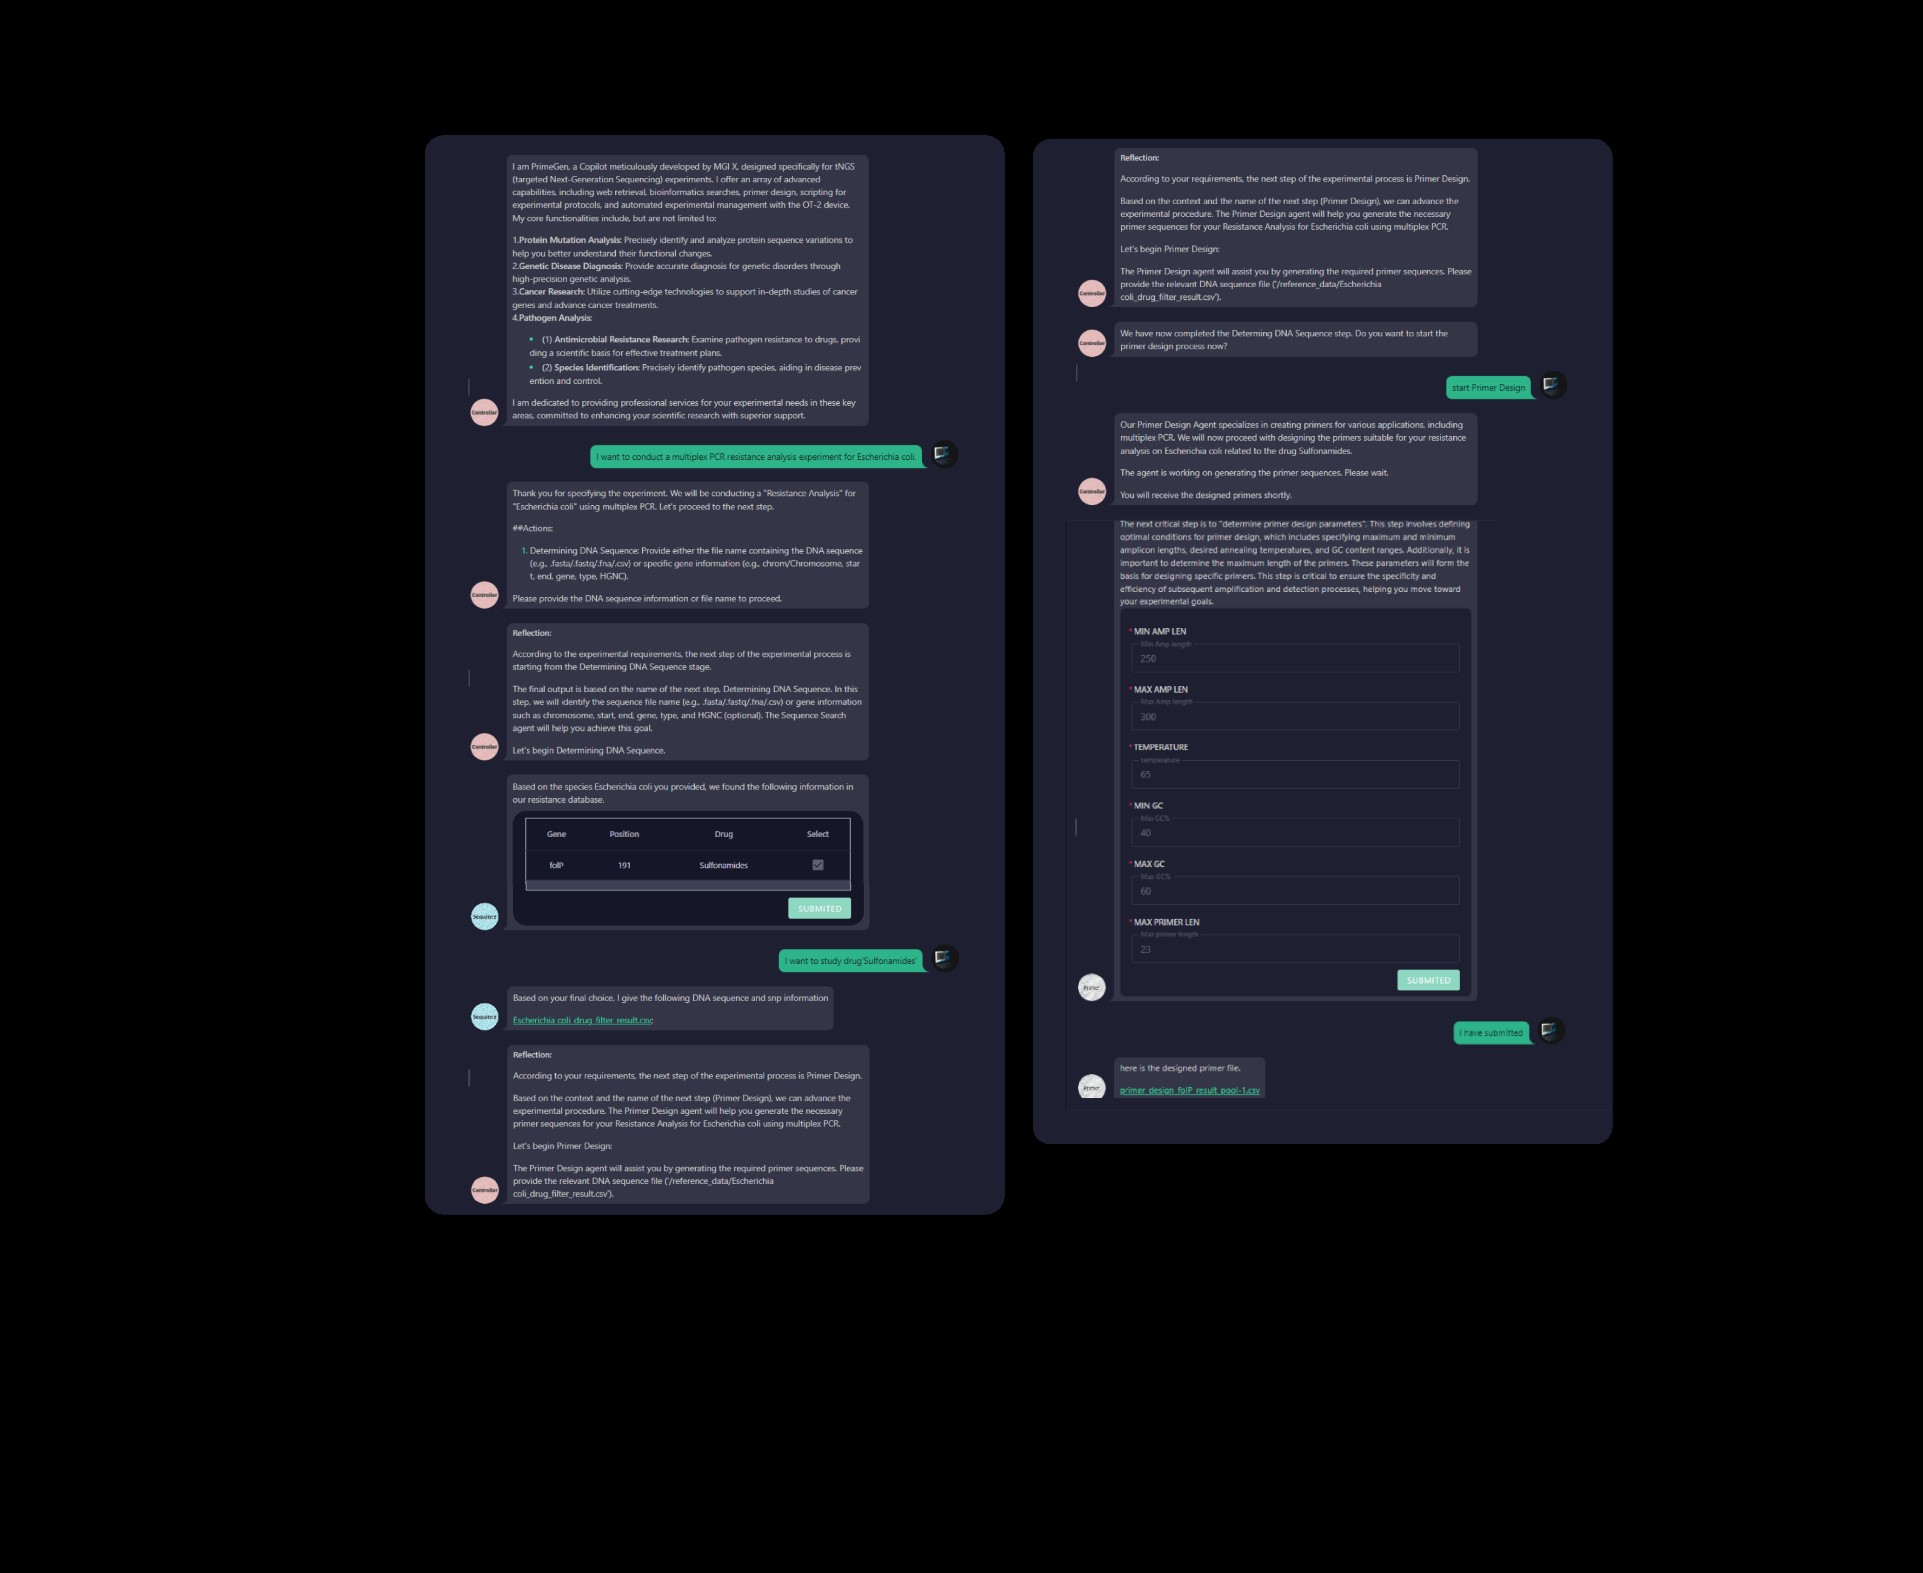 I am PrimeGen, a Copilot meticulously developed by MGI X, designed specifically for tNGS
(targeted Next-Generation Sequencing) experiments. I offer an array of advanced
capabilities, including web retrieval, bioinformatics searches, primer design, scripting for
experimental protocols, and automated experimental management with the OT-2 device.
My core functionalities include, but are not limited to:
1.Protein Mutation Analysis: Precisely identify and analyze protein sequence variations to
help you better understand their functional changes.
2.Genetic Disease Diagnosis: Provide accurate diagnosis for genetic disorders through
high-precision genetic analysis.
3.Cancer Research: Utilize cutting-edge technologies to support in-depth studies of cancer
genes and advance cancer treatments.
4.Pathogen Analysis:
• (1) Antimicrobial Resistance Research: Examine pathogen resistance to drugs, provi
ding a scientific basis for effective treatment plans.
• (2) Species Identification: Precisely identify pathogen species, aiding in disease prev
ention and control.
I am dedicated to providing professional services for your experimental needs in these key
areas, committed to enhancing your scientific research with superior support.
Controller
I want to conduct a multiplex PCR resistance analysis experiment for Escherichia coli.
Thank you for specifying the experiment. We will be conducting a "Resistance Analysis" for
"Escherichia coli" using multiplex PCR. Let's proceed to the next step.
##Actions:
1. Determining DNA Sequence: Provide either the file name containing the DNA sequence
(e.g., .fasta/.fastq/.fna/.csv) or specific gene information (e.g., chrom/Chromosome, star
t, end, gene, type, HGNC).
Please provide the DNA sequence information or file name to proceed.
Controller
Reflection:
According to the experimental requirements, the next step of the experimental process is
starting from the Determining DNA Sequence stage.
The final output is based on the name of the next step, Determining DNA Sequence. In this
step, we will identify the sequence file name (e.g., .fasta/.fastq/.fna/.csv) or gene information
such as chromosome, start, end, gene, type, and HGNC (optional). The Sequence Search
agent will help you achieve this goal.
Let's begin Determining DNA Sequence.
Controller
Based on the species Escherichia coli you provided, we found the following information in
our resistance database.
Gene Position Drug Select
folP 191 Sulfonamides
SUBMITED
Sequence
I want to study drug'Sulfonamides'
Based on your final choice, I give the following DNA sequence and snp information
Escherichia coli_drug_filter_result.csv;
Sequence
Reflection:
According to your requirements, the next step of the experimental process is Primer Design.
Based on the context and the name of the next step (Primer Design), we can advance the
experimental procedure. The Primer Design agent will help you generate the necessary
primer sequences for your Resistance Analysis for Escherichia coli using multiplex PCR.
Let's begin Primer Design:
The Primer Design agent will assist you by generating the required primer sequences. Please
provide the relevant DNA sequence file ('/reference_data/Escherichia
coli_drug_filter_result.csv').
Controller
Reflection:
According to your requirements, the next step of the experimental process is Primer Design.
Based on the context and the name of the next step (Primer Design), we can advance the
experimental procedure. The Primer Design agent will help you generate the necessary
primer sequences for your Resistance Analysis for Escherichia coli using multiplex PCR.
Let's begin Primer Design:
The Primer Design agent will assist you by generating the required primer sequences. Please
provide the relevant DNA sequence file ('/reference_data/Escherichia
coli_drug_filter_result.csv').
Controller
We have now completed the Determing DNA Sequence step. Do you want to start the
primer design process now?
Controller
start Primer Design
Our Primer Design Agent specializes in creating primers for various applications, including
multiplex PCR. We will now proceed with designing the primers suitable for your resistance
analysis on Escherichia coli related to the drug Sulfonamides.
The agent is working on generating the primer sequences. Please wait.
You will receive the designed primers shortly.
Controller
The next critical step is to "determine primer design parameters". This step involves defining
optimal conditions for primer design, which includes specifying maximum and minimum
amplicon lengths, desired annealing temperatures, and GC content ranges. Additionally, it is
important to determine the maximum length of the primers. These parameters will form the
basis for designing specific primers. This step is critical to ensure the specificity and
efficiency of subsequent amplification and detection processes, helping you move toward
your experimental goals.
* MIN AMP LEN
Min Amp length
250
* MAX AMP LEN
Max Amp length
300
* TEMPERATURE
temperature
65
* MIN GC
Min GC%
40
* MAX GC
Max GC%
60
* MAX PRIMER LEN
Max primer length
23
SUBMITED
Primer
I have submitted
here is the designed primer file.
primer_design_folP_result_pool-1.csv
Primer